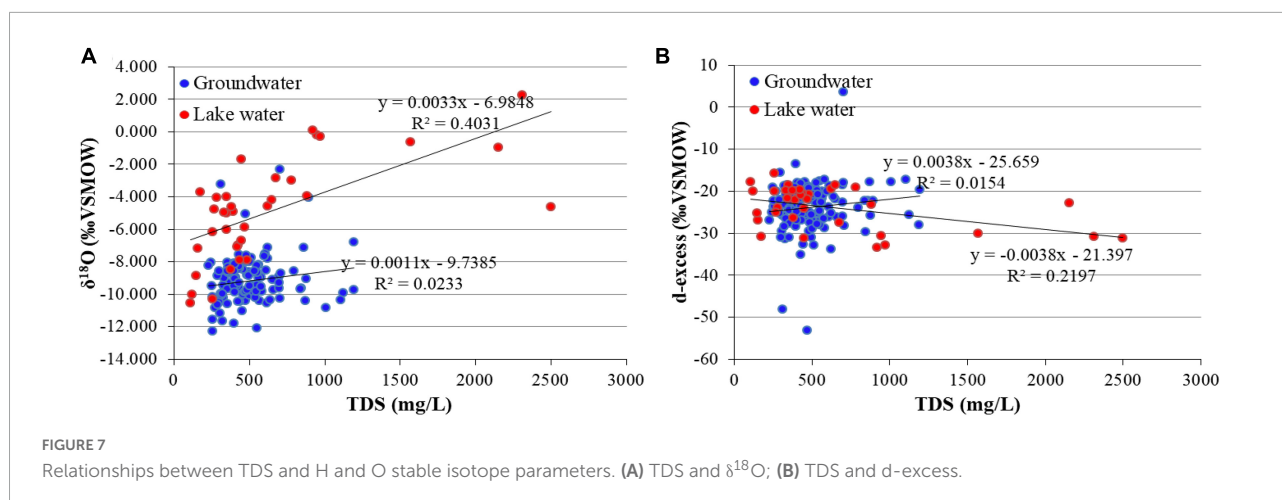 A
4.000
2.000
0.000
-2.000
-4.000
-6.000
-8.000
-10.000
-12.000
-14.000
δ¹⁸O (‰VSMOW)
Groundwater
Lake water
y = 0.0033x - 6.9848
R² = 0.4031
y = 0.0011x - 9.7385
R² = 0.0233
0 500 1000 1500 2000 2500 3000
TDS (mg/L)
B
10
0
-10
-20
-30
-40
-50
-60
d-excess (‰VSMOW)
Groundwater
Lake water
y = 0.0038x - 25.659
R² = 0.0154
y = -0.0038x - 21.397
R² = 0.2197
0 500 1000 1500 2000 2500 3000
TDS (mg/L)
FIGURE 7
Relationships between TDS and H and O stable isotope parameters. (A) TDS and δ¹⁸O; (B) TDS and d-excess.